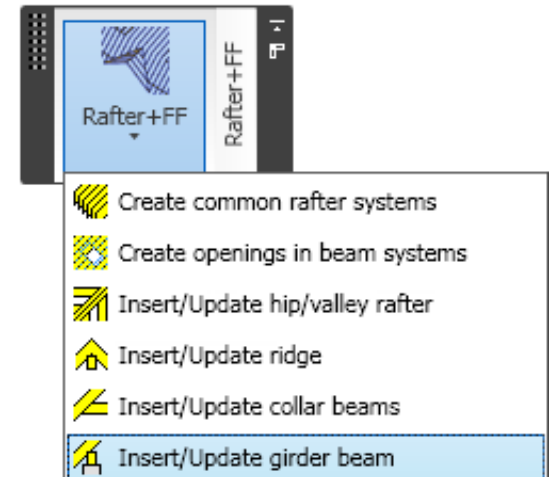 Rafter+FF
Rafter+FF
Create common rafter systems
Create openings in beam systems
Insert/Update hip/valley rafter
Insert/Update ridge
Insert/Update collar beams
Insert/Update girder beam